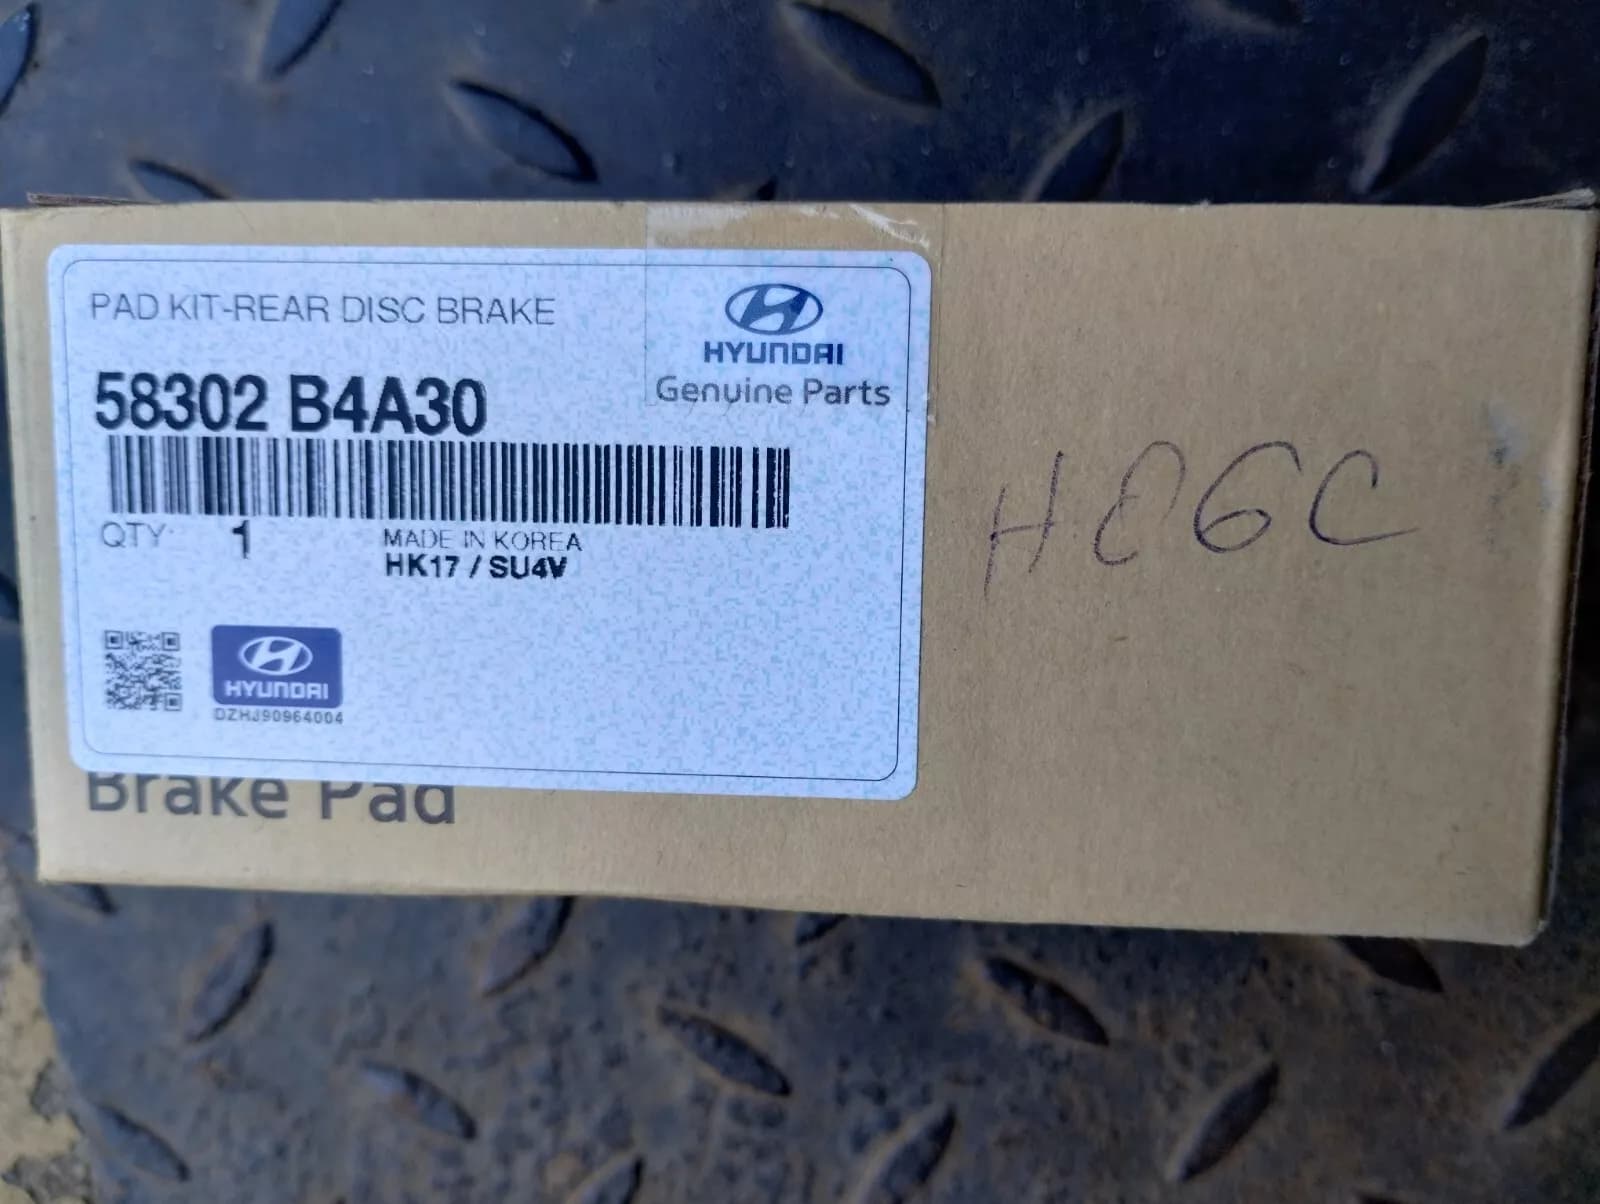 PAD KIT-REAR DISC BRAKE
HYUNDAI
Genuine Parts
58302 B4A30
QTY 1
MADE IN KOREA
HK17 / SU4V
HYUNDAI
DZHJ90964004
Brake Pad